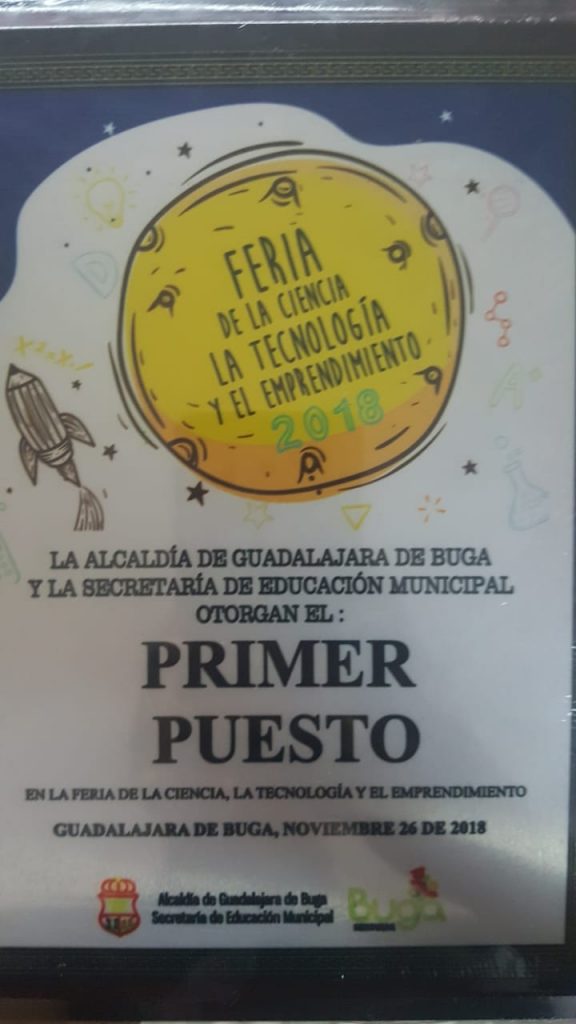 FERIA
DE LA CIENCIA
LA TECNOLOGÍA
Y EL EMPRENDIMIENTO
2018
LA ALCALDÍA DE GUADALAJARA DE BUGA
Y LA SECRETARÍA DE EDUCACIÓN MUNICIPAL
OTORGAN EL :
PRIMER
PUESTO
EN LA FERIA DE LA CIENCIA, LA TECNOLOGÍA Y EL EMPRENDIMIENTO
GUADALAJARA DE BUGA, NOVIEMBRE 26 DE 2018
Alcaldía de Guadalajara de Buga
Secretaría de Educación Municipal
Buga